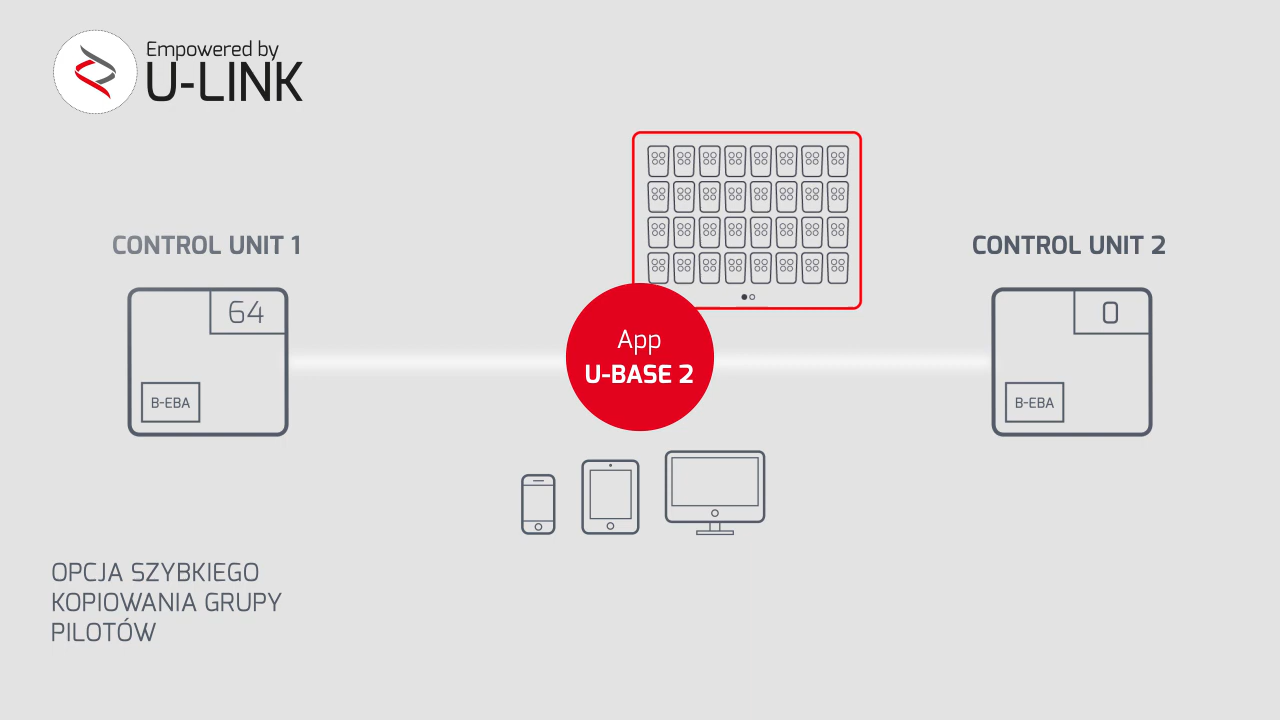 Empowered by
U-LINK
CONTROL UNIT 1
CONTROL UNIT 2
64
0
App
U-BASE 2
B-EBA
B-EBA
OPCJA SZYBKIEGO
KOPIOWANIA GRUPY
PILOTÓW